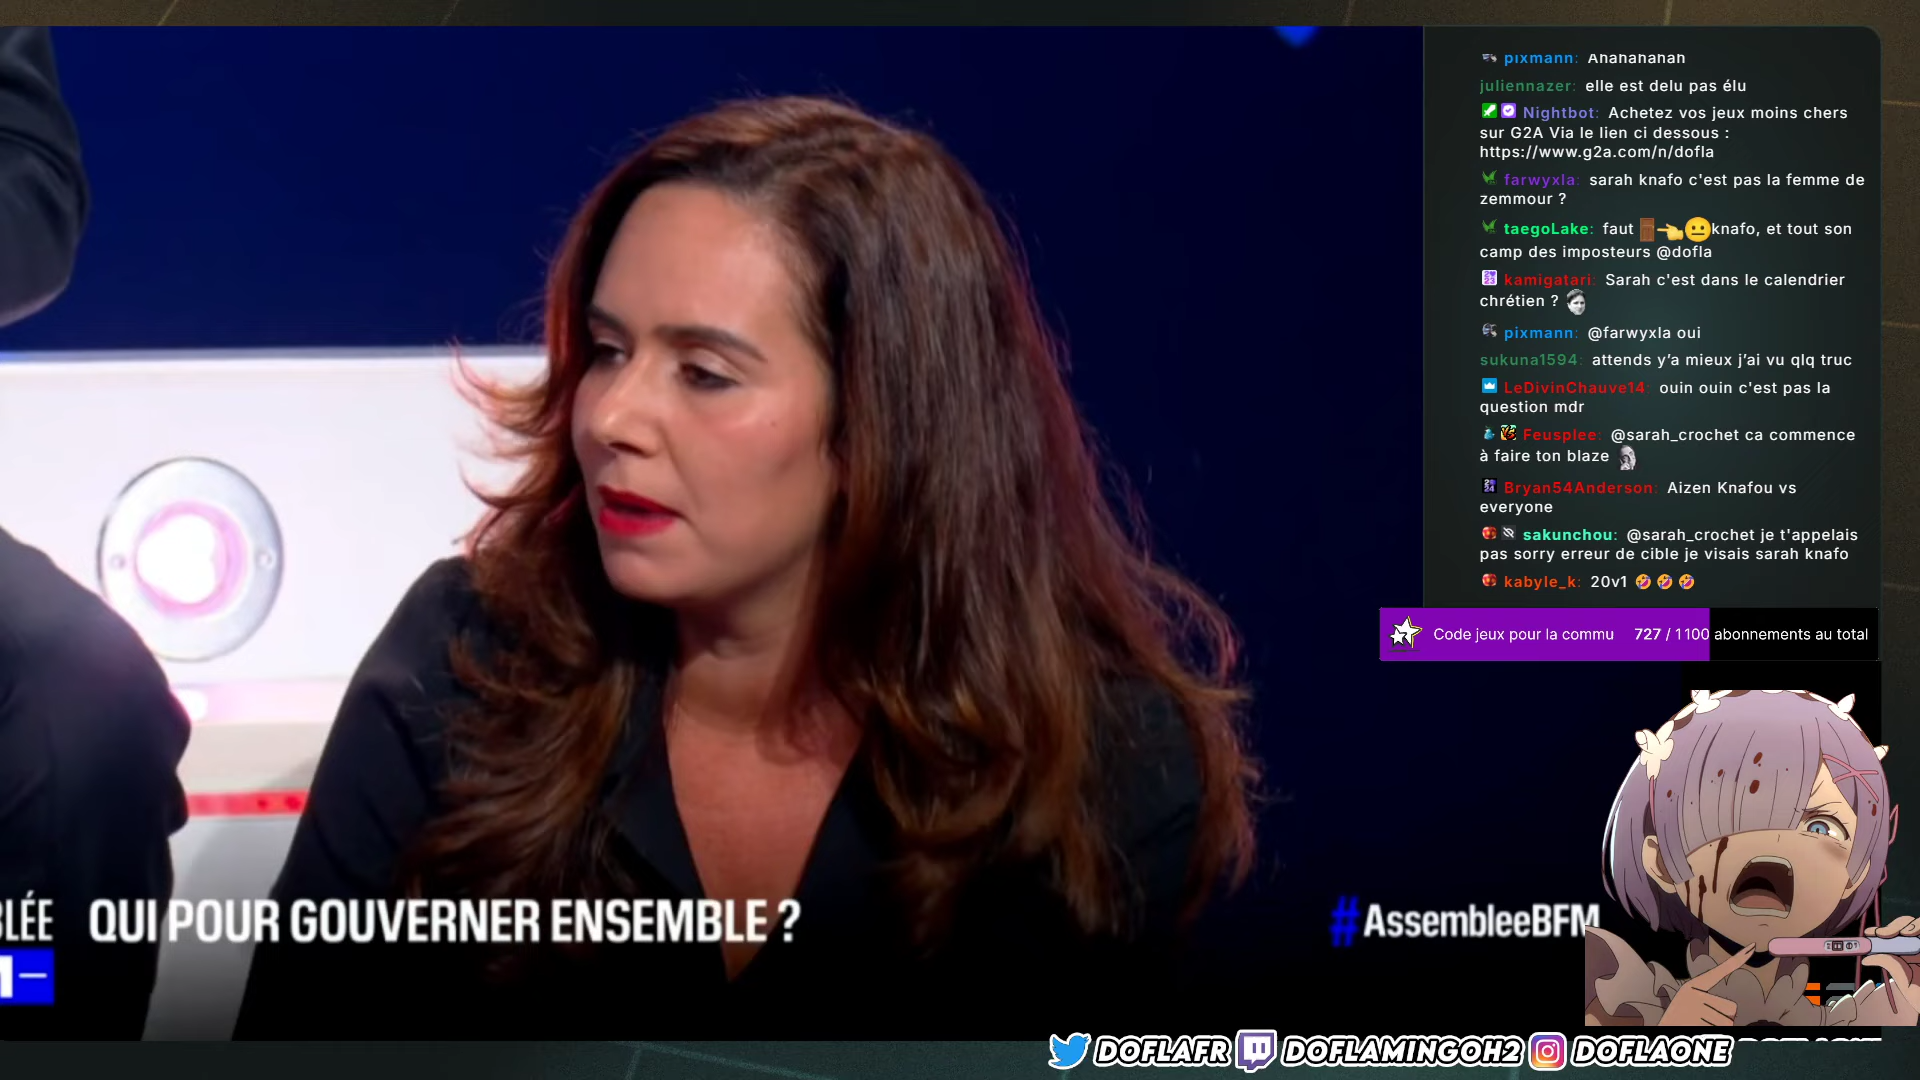 pixmann: Ahahahahah
juliennazer: elle est delu pas élu
Nightbot: Achetez vos jeux moins chers
sur G2A Via le lien ci dessous :
https://www.g2a.com/n/dofla
farwyxla: sarah knafo c'est pas la femme de
zemmour ?
taegoLake: faut 🚪👈😐knafo, et tout son
camp des imposteurs @dofla
kamigatari: Sarah c'est dans le calendrier
chrétien ?
pixmann: @farwyxla oui
sukuna1594: attends y’a mieux j’ai vu qlq truc
LeDivinChauve14: ouin ouin c'est pas la
question mdr
Feusplee: @sarah_crochet ca commence
à faire ton blaze
Bryan54Anderson: Aizen Knafou vs
everyone
sakunchou: @sarah_crochet je t'appelais
pas sorry erreur de cible je visais sarah knafo
kabyle_k: 20v1 🤣 🤣 🤣
Code jeux pour la commu 727 / 1100 abonnements au total
BLÉE QUI POUR GOUVERNER ENSEMBLE ?
#AssembleeBFM
DOFLAFR DOFLAMINGOH2 DOFLAONE